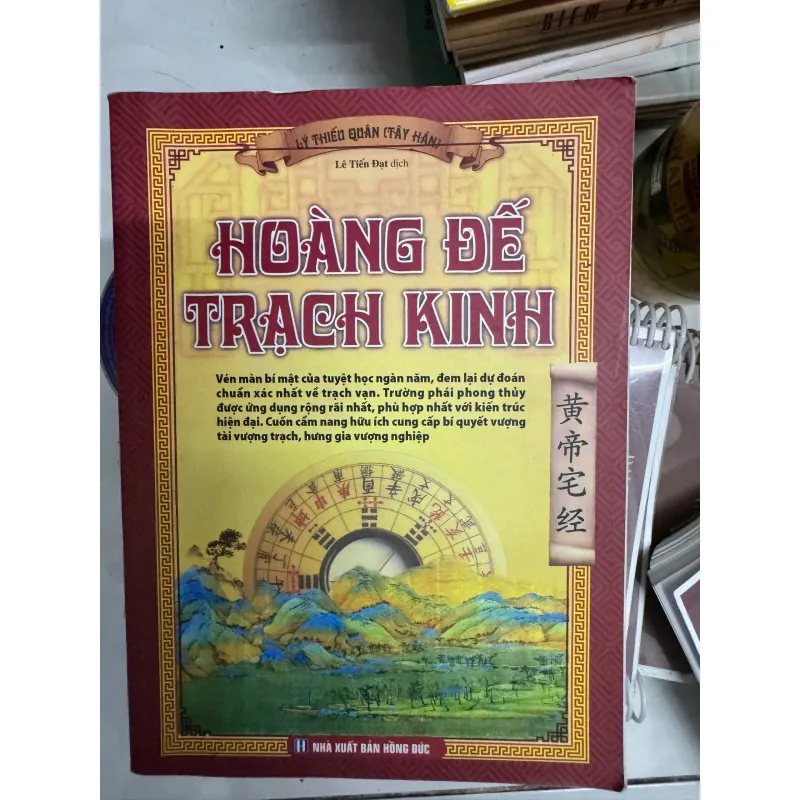 LÝ THIẾU QUÂN (TÂY HÁN)
Lê Tiến Đạt dịch
HOÀNG ĐẾ
TRẠCH KINH
Vén màn bí mật của tuyệt học ngàn năm, đem lại dự đoán
chuẩn xác nhất về trạch vạn. Trường phái phong thủy
được ứng dụng rộng rãi nhất, phù hợp nhất với kiến trúc
hiện đại. Cuốn cẩm nang hữu ích cung cấp bí quyết vượng
tài vượng trạch, hưng gia vượng nghiệp
黄帝宅经
NHÀ XUẤT BẢN HỒNG ĐỨC